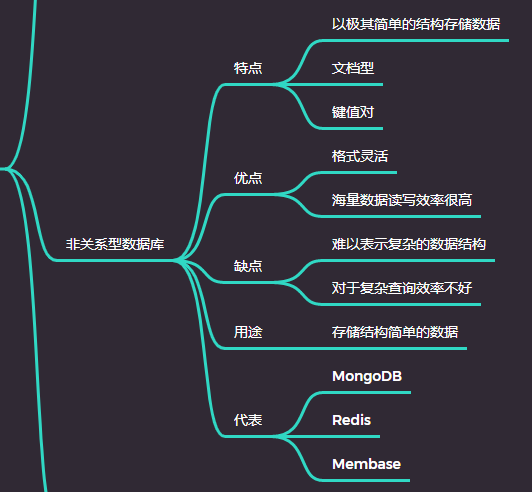 非关系型数据库
特点
以极其简单的结构存储数据
文档型
键值对
优点
格式灵活
海量数据读写效率很高
缺点
难以表示复杂的数据结构
对于复杂查询效率不好
用途
存储结构简单的数据
代表
MongoDB
Redis
Membase